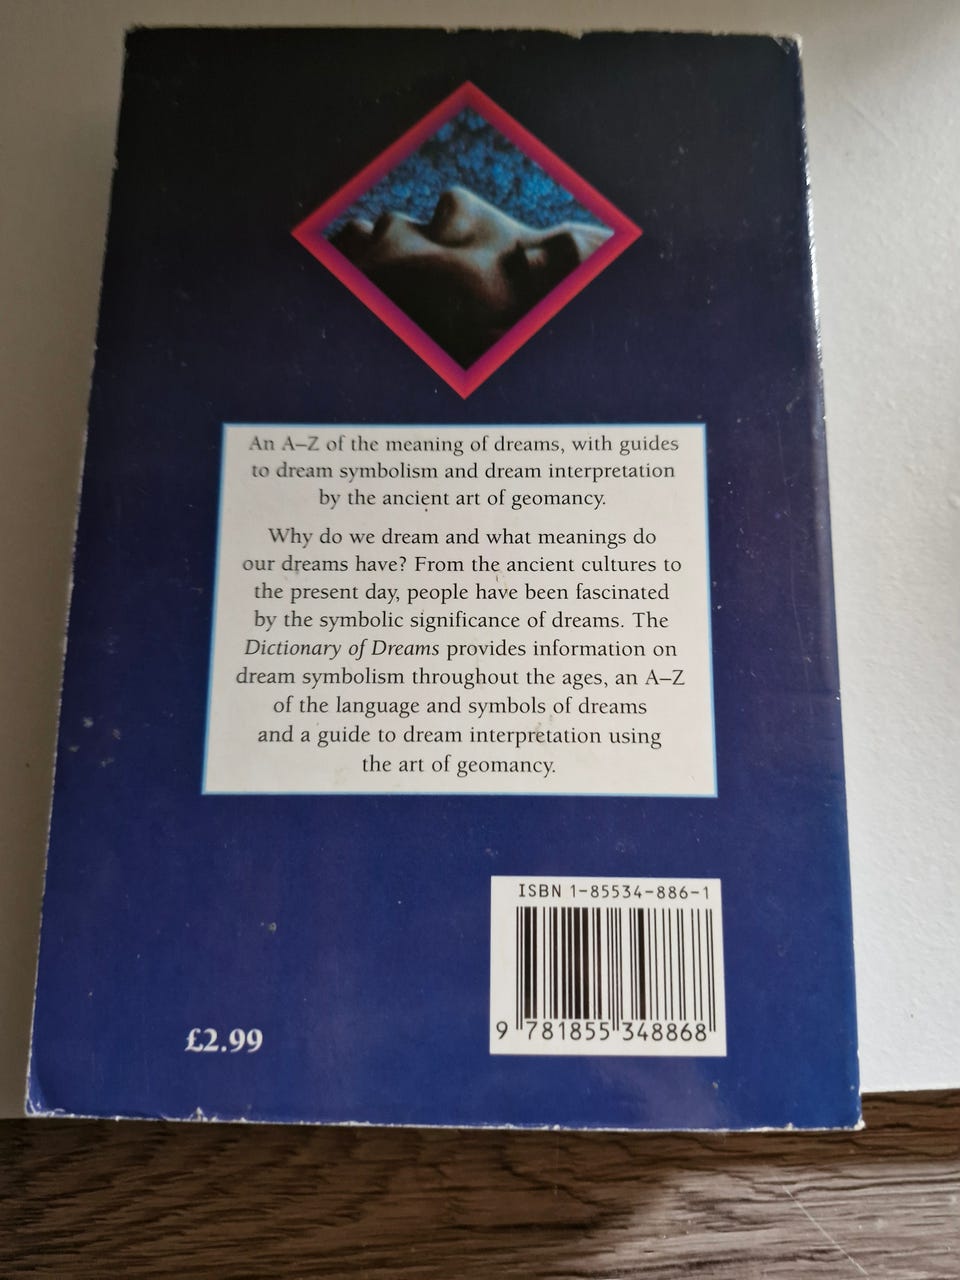 An A–Z of the meaning of dreams, with guides
to dream symbolism and dream interpretation
by the ancient art of geomancy.
Why do we dream and what meanings do
our dreams have? From the ancient cultures to
the present day, people have been fascinated
by the symbolic significance of dreams. The
Dictionary of Dreams provides information on
dream symbolism throughout the ages, an A–Z
of the language and symbols of dreams
and a guide to dream interpretation using
the art of geomancy.
ISBN 1-85534-886-1
9 781855 348868
£2.99